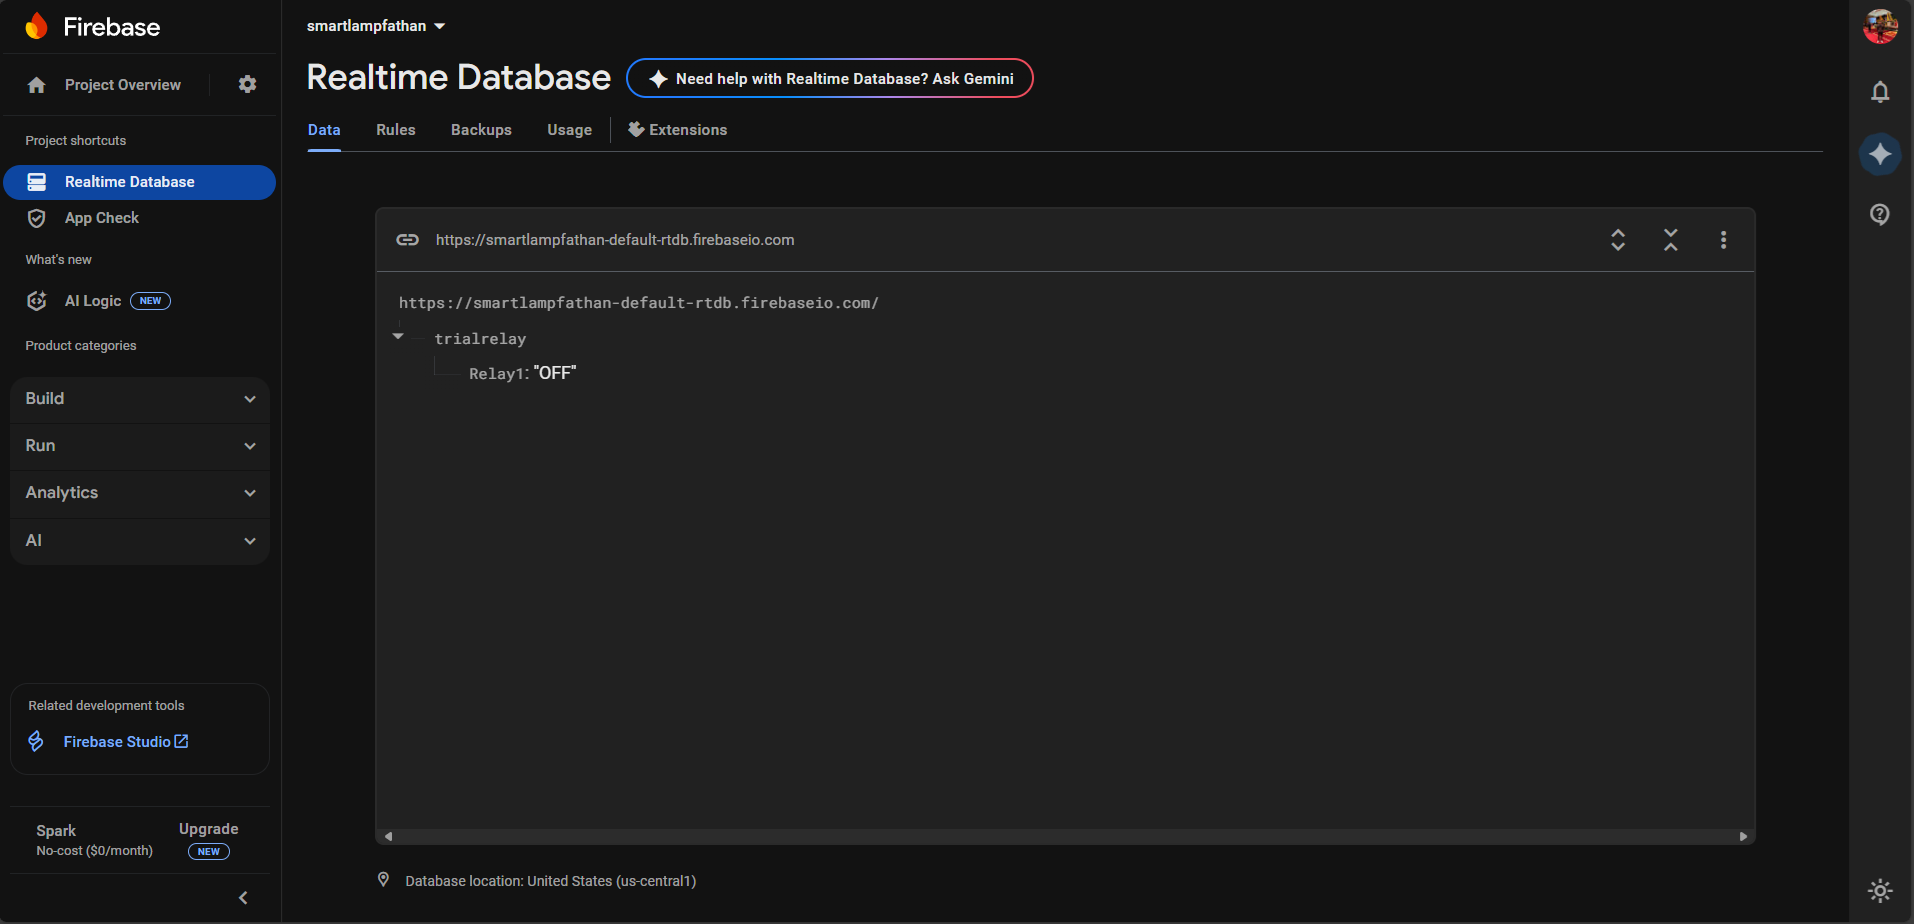 Firebase
Project Overview
Project shortcuts
Realtime Database
App Check
What's new
AI Logic NEW
Product categories
Build
Run
Analytics
AI
Related development tools
Firebase Studio
Spark
No-cost ($0/month)
Upgrade
NEW
smartlampfathan
Realtime Database
Need help with Realtime Database? Ask Gemini
Data Rules Backups Usage Extensions
https://smartlampfathan-default-rtdb.firebaseio.com
https://smartlampfathan-default-rtdb.firebaseio.com/
trialrelay
Relay1: "OFF"
Database location: United States (us-central1)